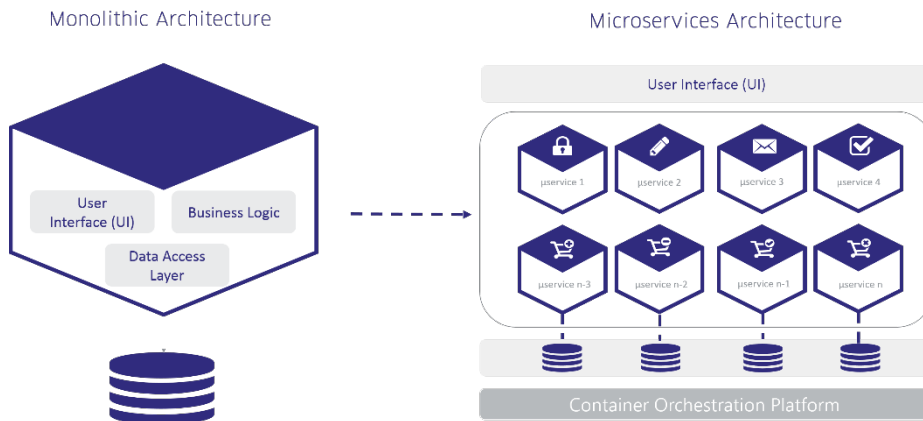 Monolithic Architecture
User
Interface (UI)
Business Logic
Data Access
Layer
Microservices Architecture
User Interface (UI)
µservice 1
µservice 2
µservice 3
µservice 4
µservice n-3
µservice n-2
µservice n-1
µservice n
Container Orchestration Platform